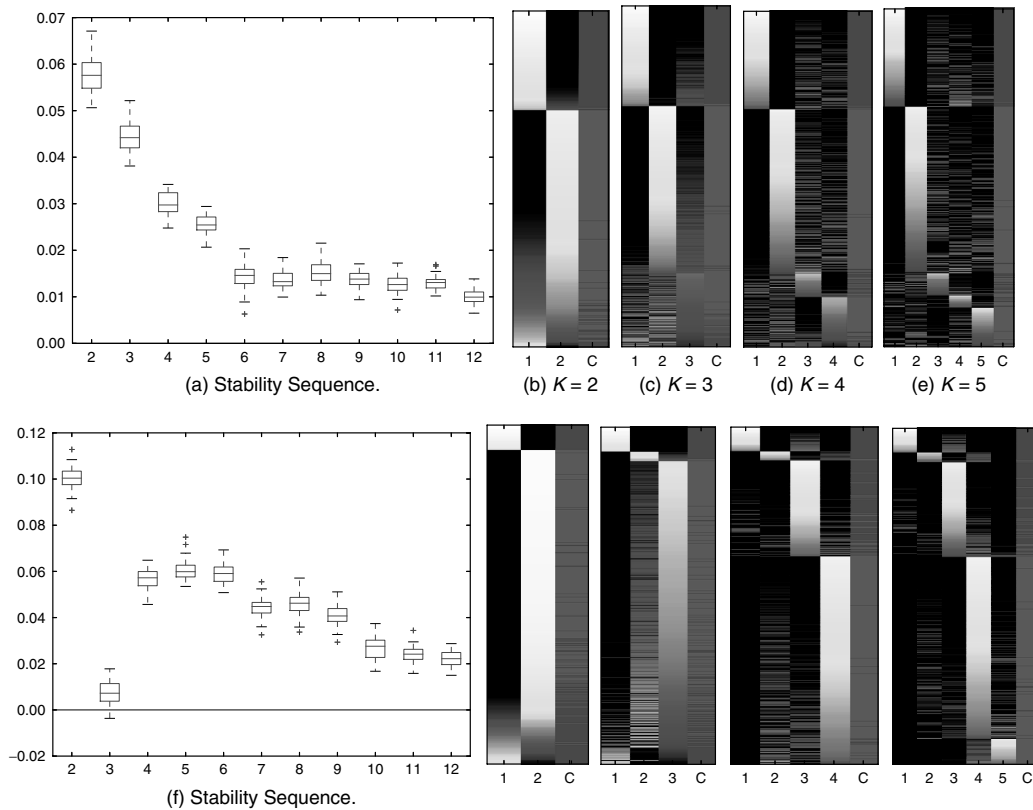 0.07
0.06
0.05
0.04
0.03
0.02
0.01
0.00
2 3 4 5 6 7 8 9 10 11 12
(a) Stability Sequence.
1 2 C
(b) K = 2
1 2 3 C
(c) K = 3
1 2 3 4 C
(d) K = 4
1 2 3 4 5 C
(e) K = 5
0.12
0.10
0.08
0.06
0.04
0.02
0.00
−0.02
2 3 4 5 6 7 8 9 10 11 12
(f) Stability Sequence.
1 2 C
1 2 3 C
1 2 3 4 C
1 2 3 4 5 C